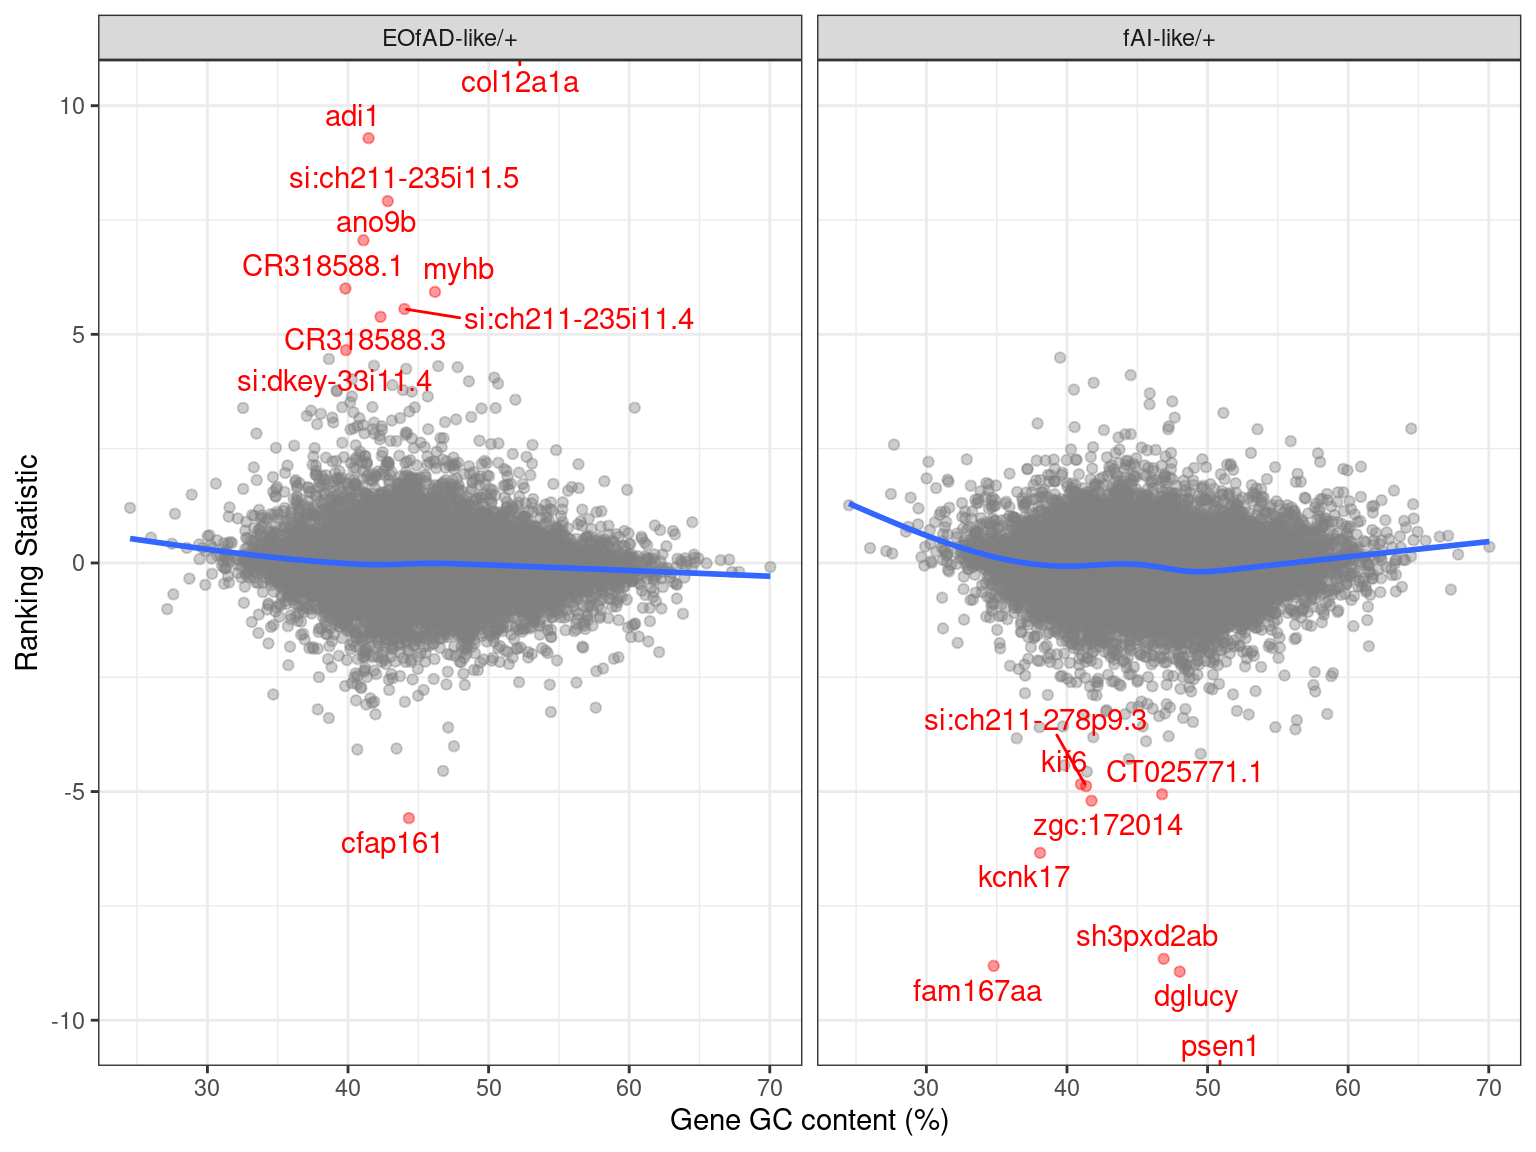 EOfAD-like/+
fAI-like/+
col12a1a
adi1
si:ch211-235i11.5
ano9b
CR318588.1
myhb
si:ch211-235i11.4
CR318588.3
si:dkey-33i11.4
cfap161
si:ch211-278p9.3
kif6
CT025771.1
zgc:172014
kcnk17
sh3pxd2ab
fam167aa
dglucy
psen1
10
5
0
-5
-10
Ranking Statistic
30 40 50 60 70
30 40 50 60 70
Gene GC content (%)